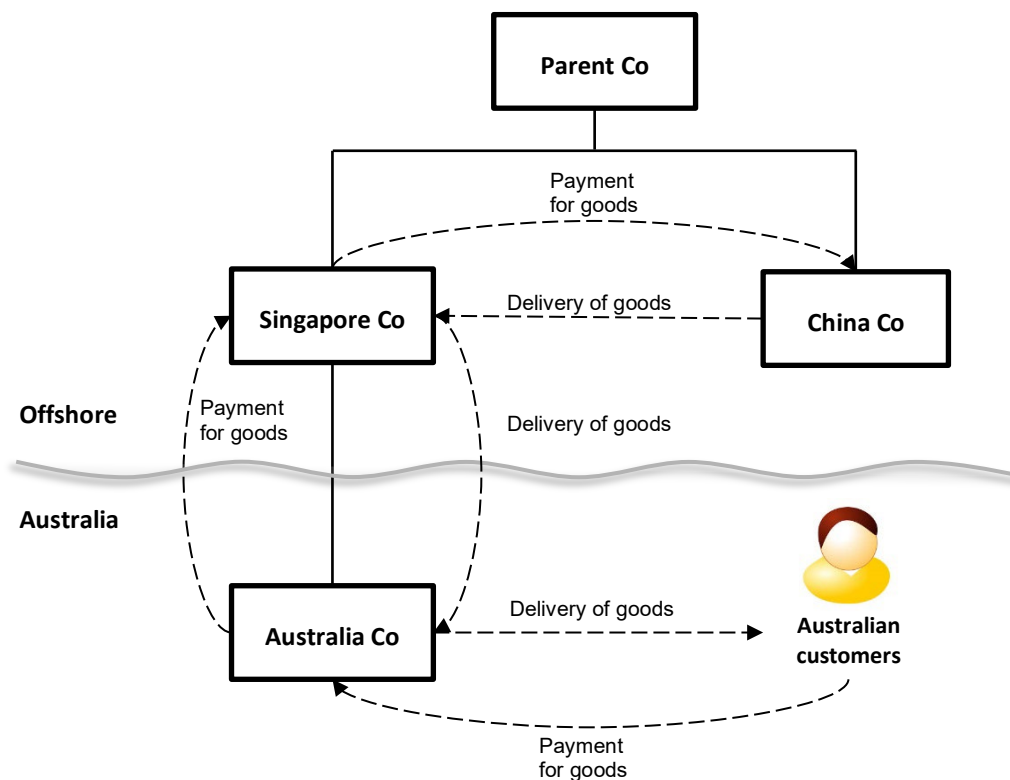 Parent Co
Payment
for goods
Singapore Co
Delivery of goods
China Co
Offshore
Payment
for goods
Delivery of goods
Australia
Australia Co
Delivery of goods
Australian
customers
Payment
for goods